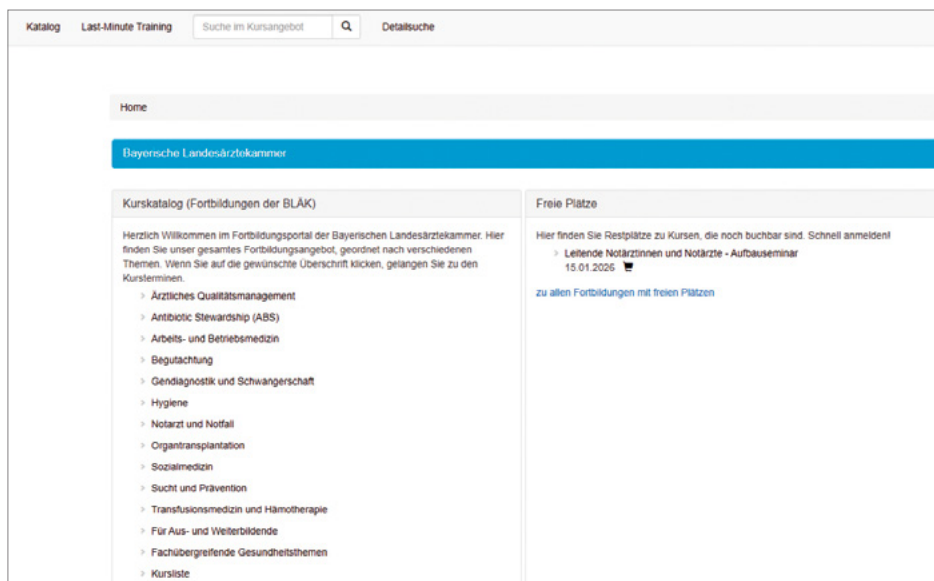 Katalog Last-Minute Training Suche im Kursangebot Detailsuche
Home
Bayerische Landesärztekammer
Kurskatalog (Fortbildungen der BLÄK)
Herzlich Willkommen im Fortbildungsportal der Bayerischen Landesärztekammer. Hier
finden Sie unser gesamtes Fortbildungsangebot, geordnet nach verschiedenen
Themen. Wenn Sie auf die gewünschte Überschrift klicken, gelangen Sie zu den
Kursterminen.
Ärztliches Qualitätsmanagement
Antibiotic Stewardship (ABS)
Arbeits- und Betriebsmedizin
Begutachtung
Gendiagnostik und Schwangerschaft
Hygiene
Notarzt und Notfall
Organtransplantation
Sozialmedizin
Sucht und Prävention
Transfusionsmedizin und Hämotherapie
Für Aus- und Weiterbildende
Fachübergreifende Gesundheitsthemen
Kursliste
Freie Plätze
Hier finden Sie Restplätze zu Kursen, die noch buchbar sind. Schnell anmelden!
Leitende Notärztinnen und Notärzte - Aufbauseminar
15.01.2026
zu allen Fortbildungen mit freien Plätzen